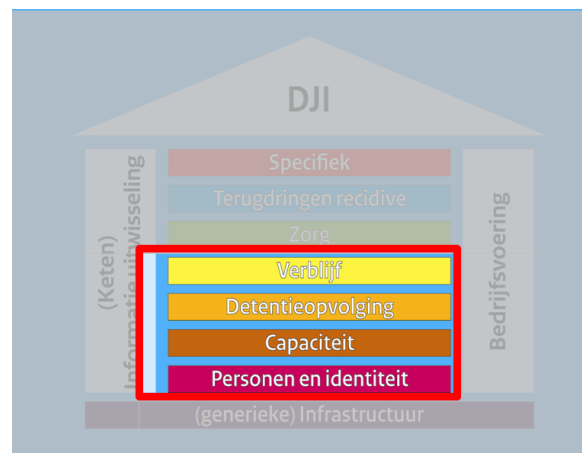 DJI
(Keten)
Informatie uitwisseling
Specifiek
Terugdringen recidive
Zorg
Verblijf
Detentieopvolging
Capaciteit
Personen en identiteit
Bedrijfsvoering
(generieke) Infrastructuur